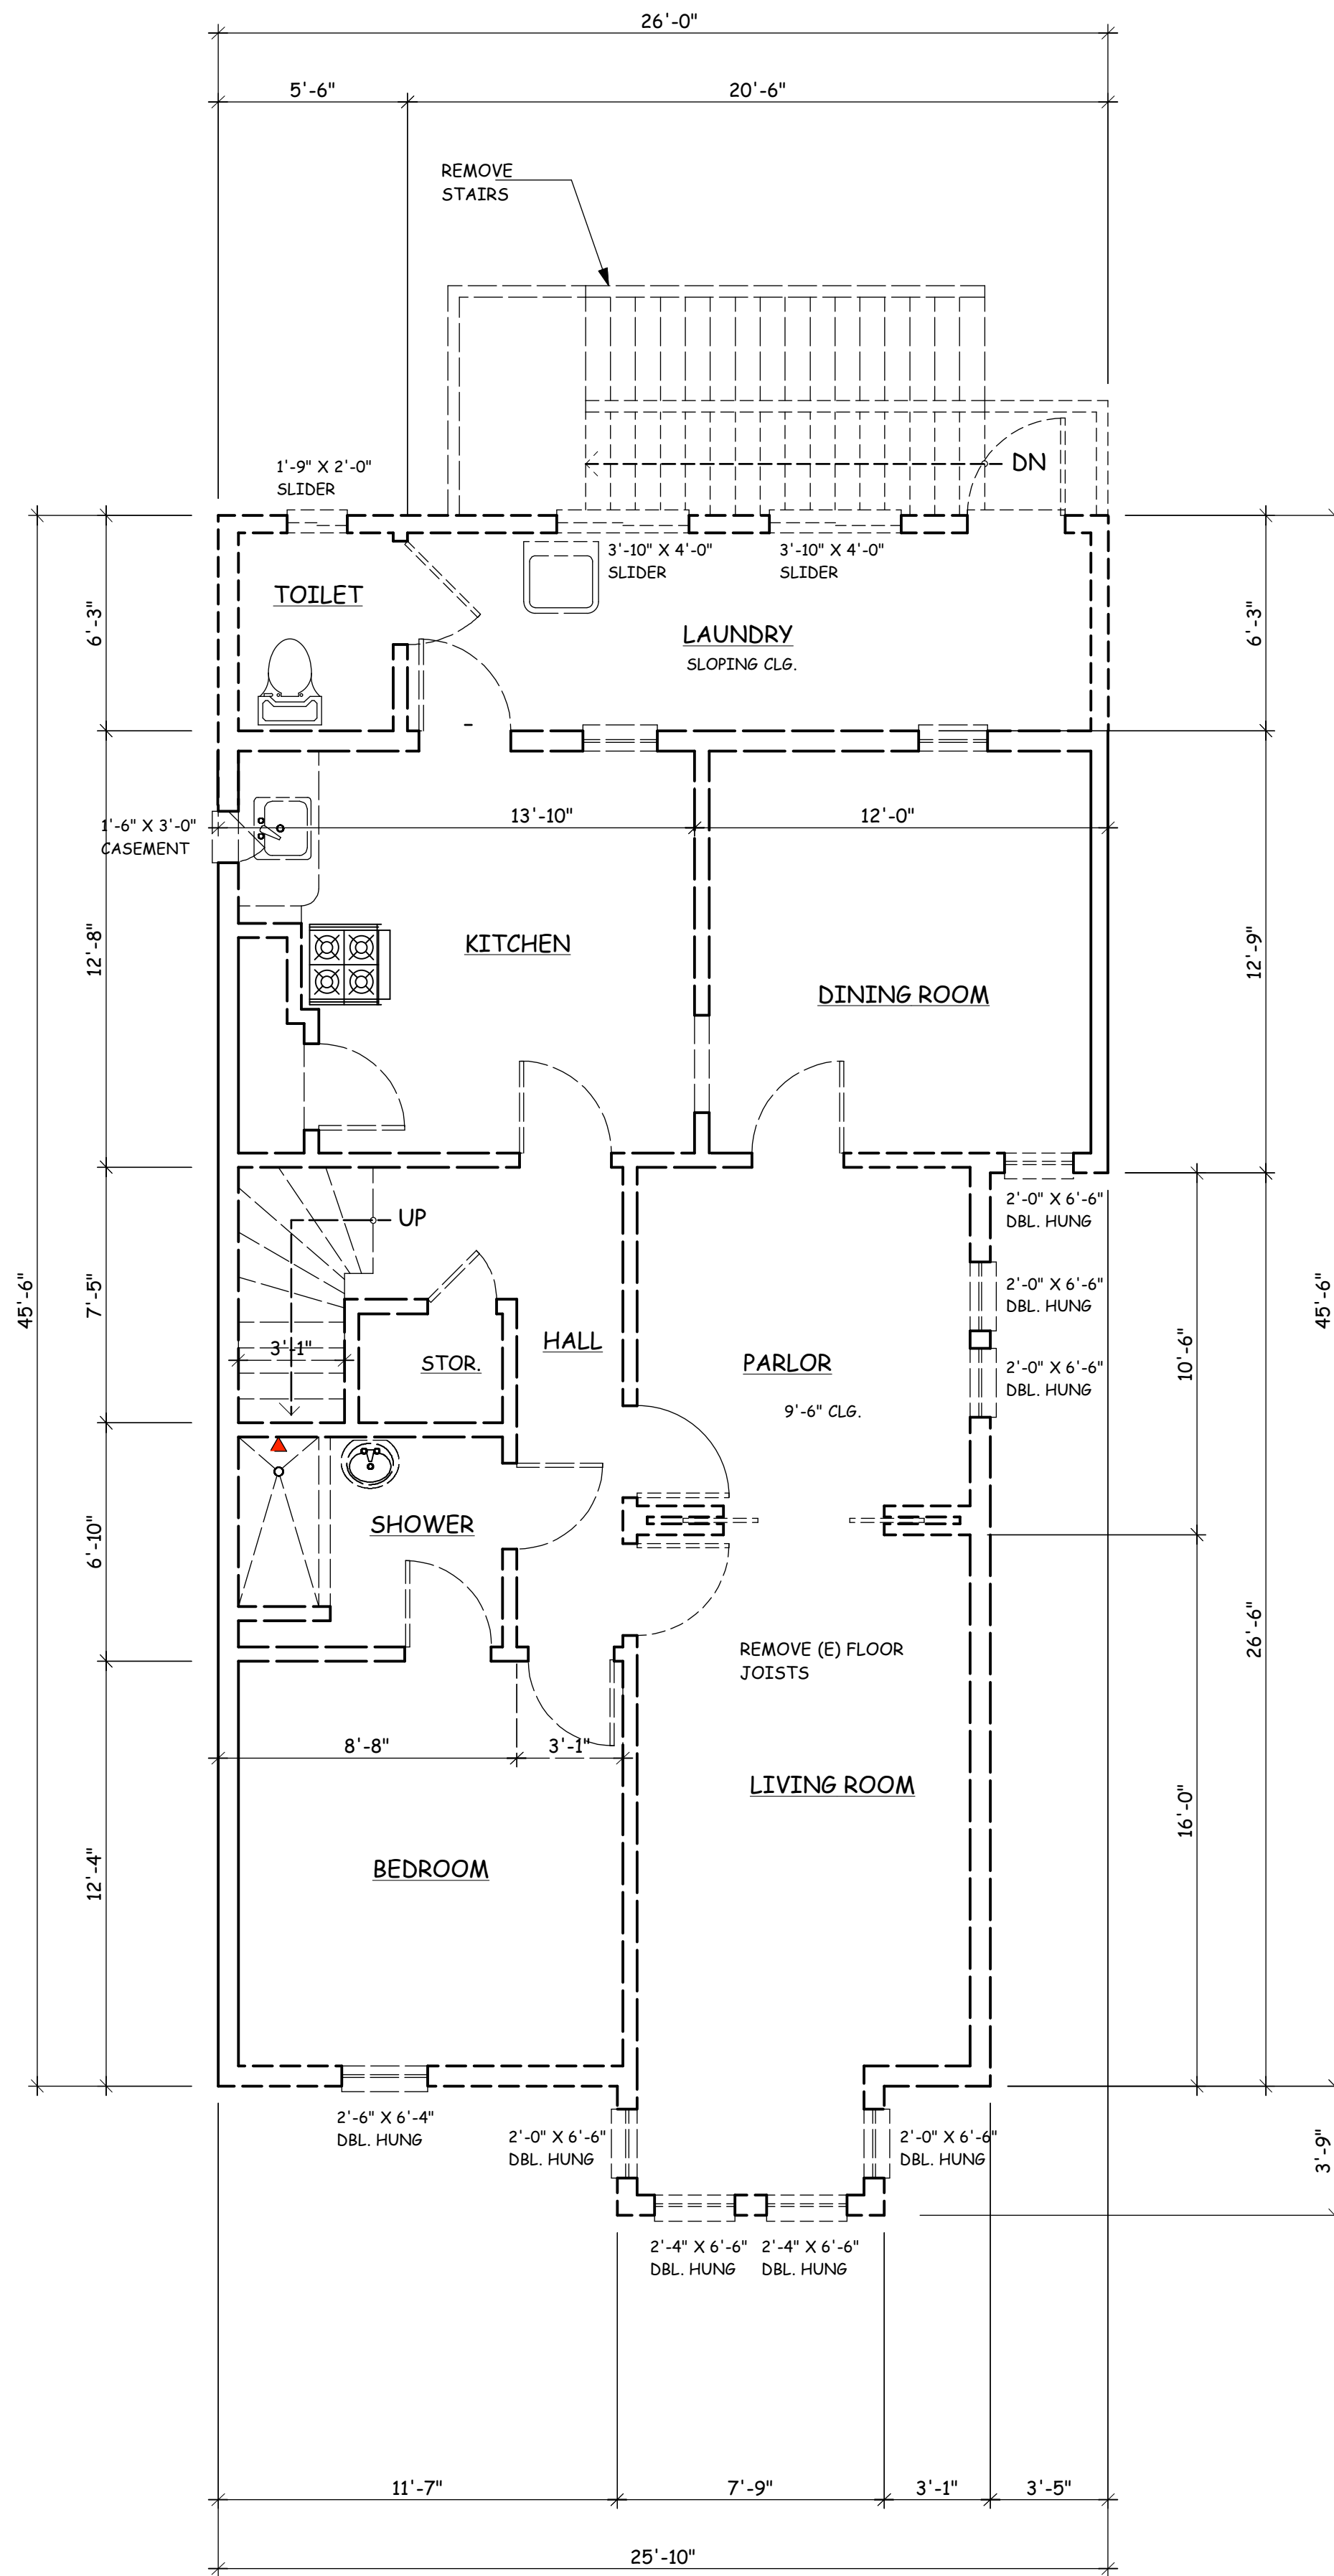 26'-0"
5'-6"
20'-6"
REMOVE
STAIRS
DN
1'-9" X 2'-0"
SLIDER
3'-10" X 4'-0"
SLIDER
3'-10" X 4'-0"
SLIDER
TOILET
6'-3"
6'-3"
LAUNDRY
SLOPING CLG.
1'-6" X 3'-0"
CASEMENT
13'-10"
12'-0"
12'-8"
KITCHEN
12'-9"
DINING ROOM
UP
2'-0" X 6'-6"
DBL. HUNG
45'-6"
7'-5"
2'-0" X 6'-6"
DBL. HUNG
45'-6"
3'-1"
STOR.
HALL
PARLOR
9'-6" CLG.
2'-0" X 6'-6"
DBL. HUNG
10'-6"
6'-10"
SHOWER
REMOVE (E) FLOOR
JOISTS
26'-6"
8'-8"
3'-1"
LIVING ROOM
16'-0"
12'-4"
BEDROOM
2'-6" X 6'-4"
DBL. HUNG
2'-0" X 6'-6"
DBL. HUNG
2'-0" X 6'-6"
DBL. HUNG
3'-9"
2'-4" X 6'-6"
DBL. HUNG
2'-4" X 6'-6"
DBL. HUNG
11'-7"
7'-9"
3'-1"
3'-5"
25'-10"